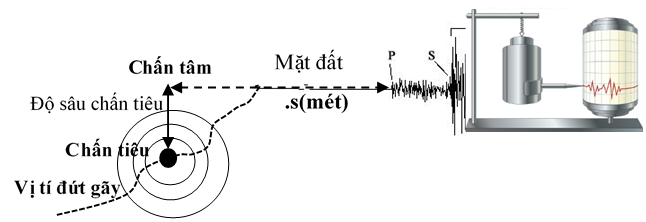 Mặt đất
P
S
Chấn tâm
.s(mét)
Độ sâu chấn tiêu
Chấn tiêu
Vị tí đứt gãy